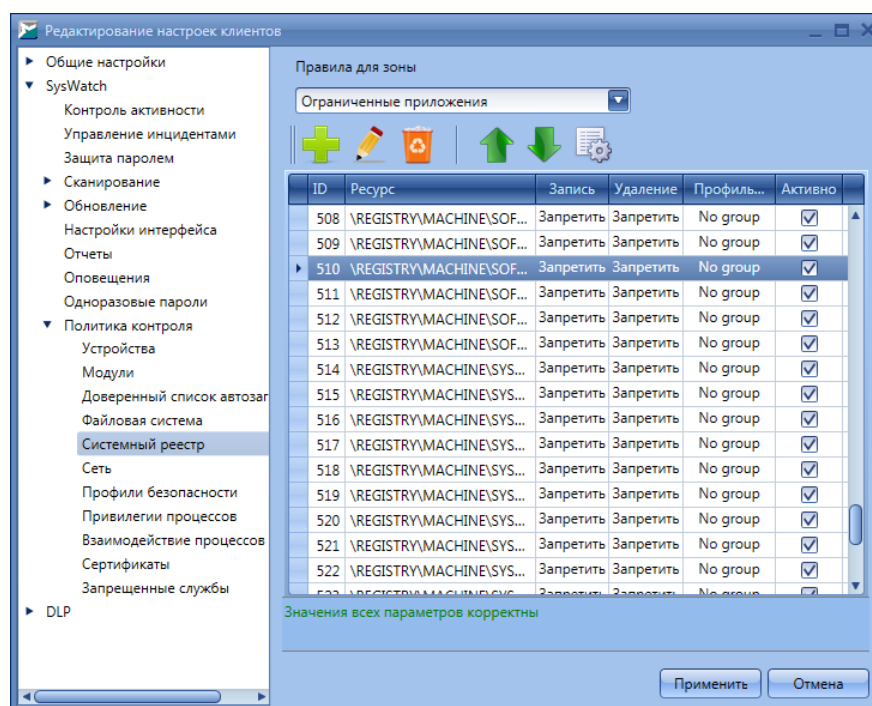 Редактирование настроек клиентов
Общие настройки
SysWatch
Контроль активности
Управление инцидентами
Защита паролем
Сканирование
Обновление
Настройки интерфейса
Отчеты
Оповещения
Одноразовые пароли
Политика контроля
Устройства
Модули
Доверенный список автозаг
Файловая система
Системный реестр
Сеть
Профили безопасности
Привилегии процессов
Взаимодействие процессов
Сертификаты
Запрещенные службы
DLP
Правила для зоны
Ограниченные приложения
ID Ресурс Запись Удаление Профиль... Активно
508 \REGISTRY\MACHINE\SOF... Запретить Запретить No group
509 \REGISTRY\MACHINE\SOF... Запретить Запретить No group
510 \REGISTRY\MACHINE\SOF... Запретить Запретить No group
511 \REGISTRY\MACHINE\SOF... Запретить Запретить No group
512 \REGISTRY\MACHINE\SOF... Запретить Запретить No group
513 \REGISTRY\MACHINE\SOF... Запретить Запретить No group
514 \REGISTRY\MACHINE\SYS... Запретить Запретить No group
515 \REGISTRY\MACHINE\SYS... Запретить Запретить No group
516 \REGISTRY\MACHINE\SYS... Запретить Запретить No group
517 \REGISTRY\MACHINE\SYS... Запретить Запретить No group
518 \REGISTRY\MACHINE\SYS... Запретить Запретить No group
519 \REGISTRY\MACHINE\SYS... Запретить Запретить No group
520 \REGISTRY\MACHINE\SYS... Запретить Запретить No group
521 \REGISTRY\MACHINE\SYS... Запретить Запретить No group
522 \REGISTRY\MACHINE\SYS... Запретить Запретить No group
Значения всех параметров корректны
Применить Отмена